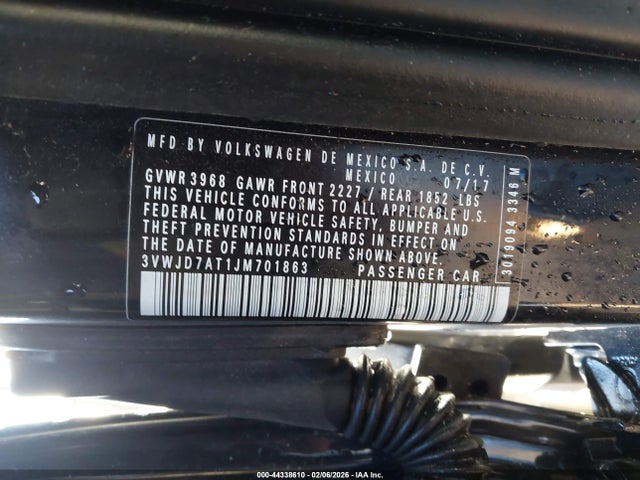 MFD BY VOLKSWAGEN DE MEXICO S.A. DE C.V.
MEXICO 07/17
GVWR 3968 GAWR FRONT 2227 / REAR 1852 LBS
THIS VEHICLE CONFORMS TO ALL APPLICABLE U.S.
FEDERAL MOTOR VEHICLE SAFETY, BUMPER AND
THEFT PREVENTION STANDARDS IN EFFECT ON
THE DATE OF MANUFACTURE SHOWN ABOVE
3VWJD7AT1JM701863 PASSENGER CAR
3019094 3346 M
000-44338610 - 02/06/2026 - IAA Inc.